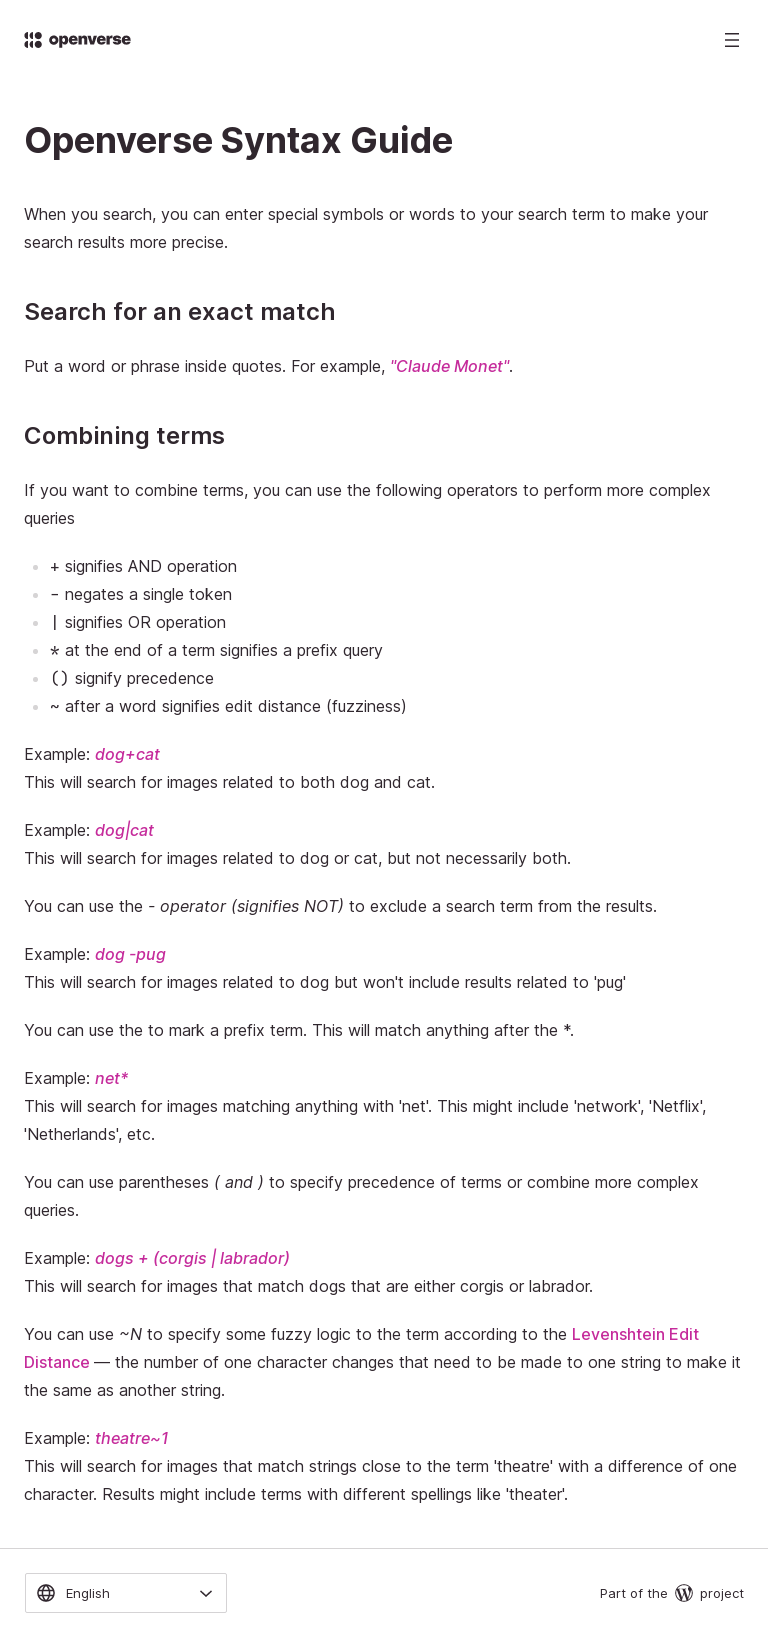 openverse
Openverse Syntax Guide
When you search, you can enter special symbols or words to your search term to make your
search results more precise.
Search for an exact match
Put a word or phrase inside quotes. For example, "Claude Monet".
Combining terms
If you want to combine terms, you can use the following operators to perform more complex
queries
+ signifies AND operation
- negates a single token
| signifies OR operation
* at the end of a term signifies a prefix query
() signify precedence
~ after a word signifies edit distance (fuzziness)
Example: dog+cat
This will search for images related to both dog and cat.
Example: dog|cat
This will search for images related to dog or cat, but not necessarily both.
You can use the - operator (signifies NOT) to exclude a search term from the results.
Example: dog -pug
This will search for images related to dog but won't include results related to 'pug'
You can use the to mark a prefix term. This will match anything after the *.
Example: net*
This will search for images matching anything with 'net'. This might include 'network', 'Netflix',
'Netherlands', etc.
You can use parentheses ( and ) to specify precedence of terms or combine more complex
queries.
Example: dogs + (corgis | labrador)
This will search for images that match dogs that are either corgis or labrador.
You can use ~N to specify some fuzzy logic to the term according to the Levenshtein Edit
Distance — the number of one character changes that need to be made to one string to make it
the same as another string.
Example: theatre~1
This will search for images that match strings close to the term 'theatre' with a difference of one
character. Results might include terms with different spellings like 'theater'.
English
Part of the project